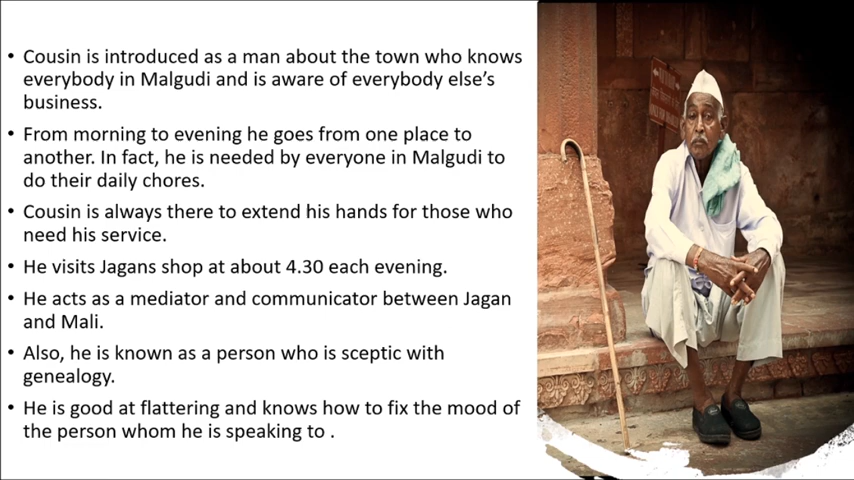 • Cousin is introduced as a man about the town who knows
everybody in Malgudi and is aware of everybody else's
business.
• From morning to evening he goes from one place to
another. In fact, he is needed by everyone in Malgudi to
do their daily chores.
• Cousin is always there to extend his hands for those who
need his service.
• He visits Jagans shop at about 4.30 each evening.
• He acts as a mediator and communicator between Jagan
and Mali.
• Also, he is known as a person who is sceptic with
genealogy.
• He is good at flattering and knows how to fix the mood of
the person whom he is speaking to .